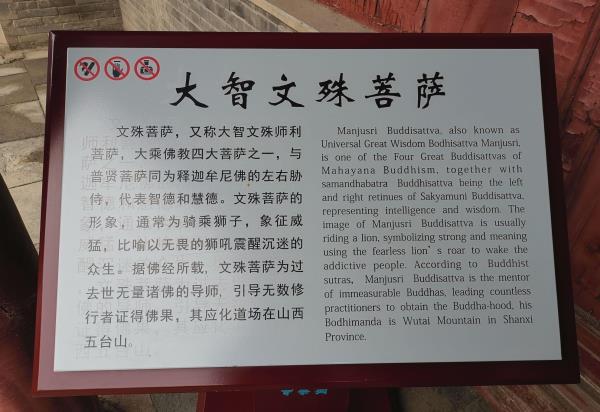 大智文殊菩萨
文殊菩萨，又称大智文殊师利
菩萨，大乘佛教四大菩萨之一，与
普贤菩萨同为释迦牟尼佛的左右胁
侍，代表智德和慧德。文殊菩萨的
形象，通常为骑乘狮子，象征威
猛，比喻以无畏的狮吼震醒沉迷的
众生。据佛经所载，文殊菩萨为过
去世无量诸佛的导师，引导无数修
行者证得佛果，其应化道场在山西
五台山。
Manjusri Buddisattva, also known as
Universal Great Wisdom Bodhisattva Manjusri,
is one of the Four Great Buddisattvas of
Mahayana Buddhism, together with
samandhabatra Buddhisattva being the left
and right retinues of Sakyamuni Buddisattva,
representing intelligence and wisdom. The
image of Manjusri Buddisattva is usually
riding a lion, symbolizing strong and meaning
using the fearless lion's roar to wake the
addictive people. According to Buddhist
sutras, Manjusri Buddisattva is the mentor
of immeasurable Buddhas, leading countless
practitioners to obtain the Buddha-hood, his
Bodhimanda is Wutai Mountain in Shanxi
Province.